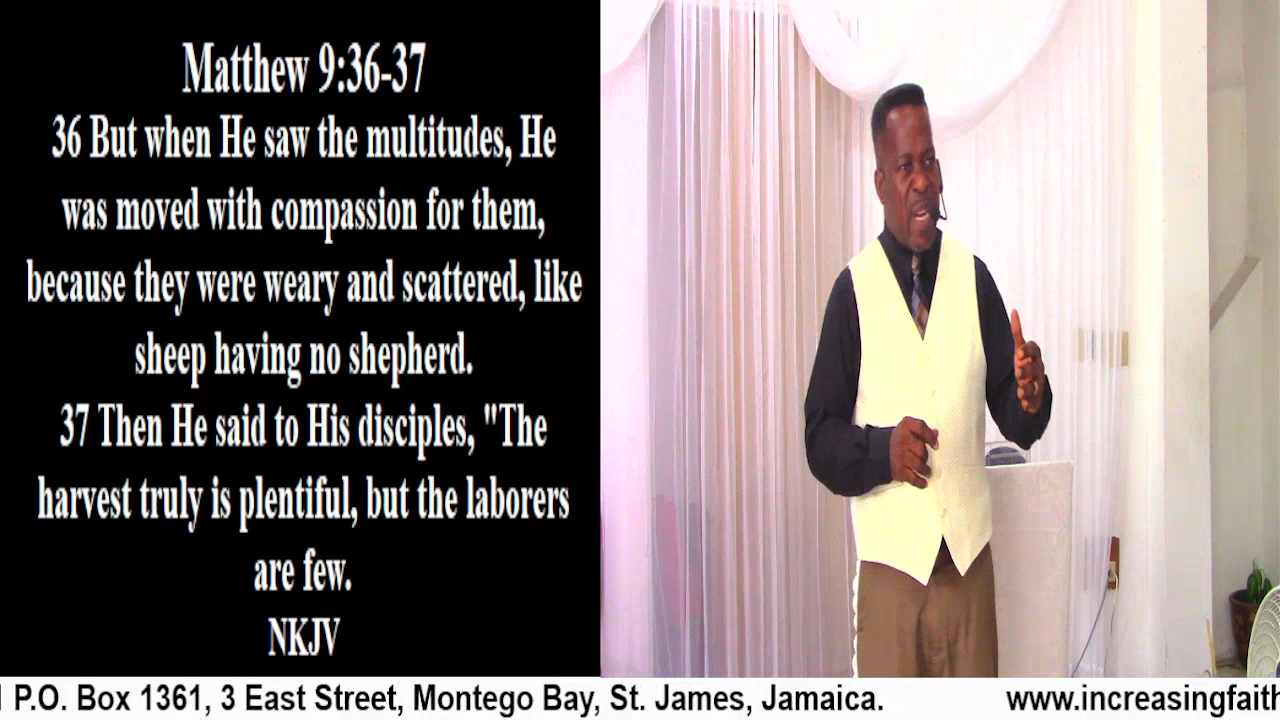 Matthew 9:36-37
36 But when He saw the multitudes, He
was moved with compassion for them,
because they were weary and scattered, like
sheep having no shepherd.
37 Then He said to His disciples, "The
harvest truly is plentiful, but the laborers
are few.
NKJV
P.O. Box 1361, 3 East Street, Montego Bay, St. James, Jamaica. www.increasingfaith